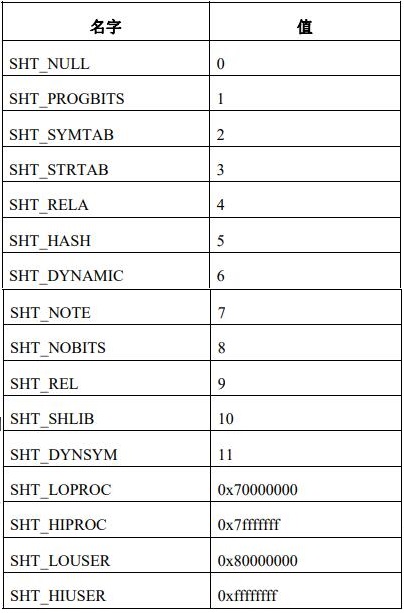 名字 值
SHT_NULL 0
SHT_PROGBITS 1
SHT_SYMTAB 2
SHT_STRTAB 3
SHT_RELA 4
SHT_HASH 5
SHT_DYNAMIC 6
SHT_NOTE 7
SHT_NOBITS 8
SHT_REL 9
SHT_SHLIB 10
SHT_DYNSYM 11
SHT_LOPROC 0x70000000
SHT_HIPROC 0x7fffffff
SHT_LOUSER 0x80000000
SHT_HIUSER 0xffffffff